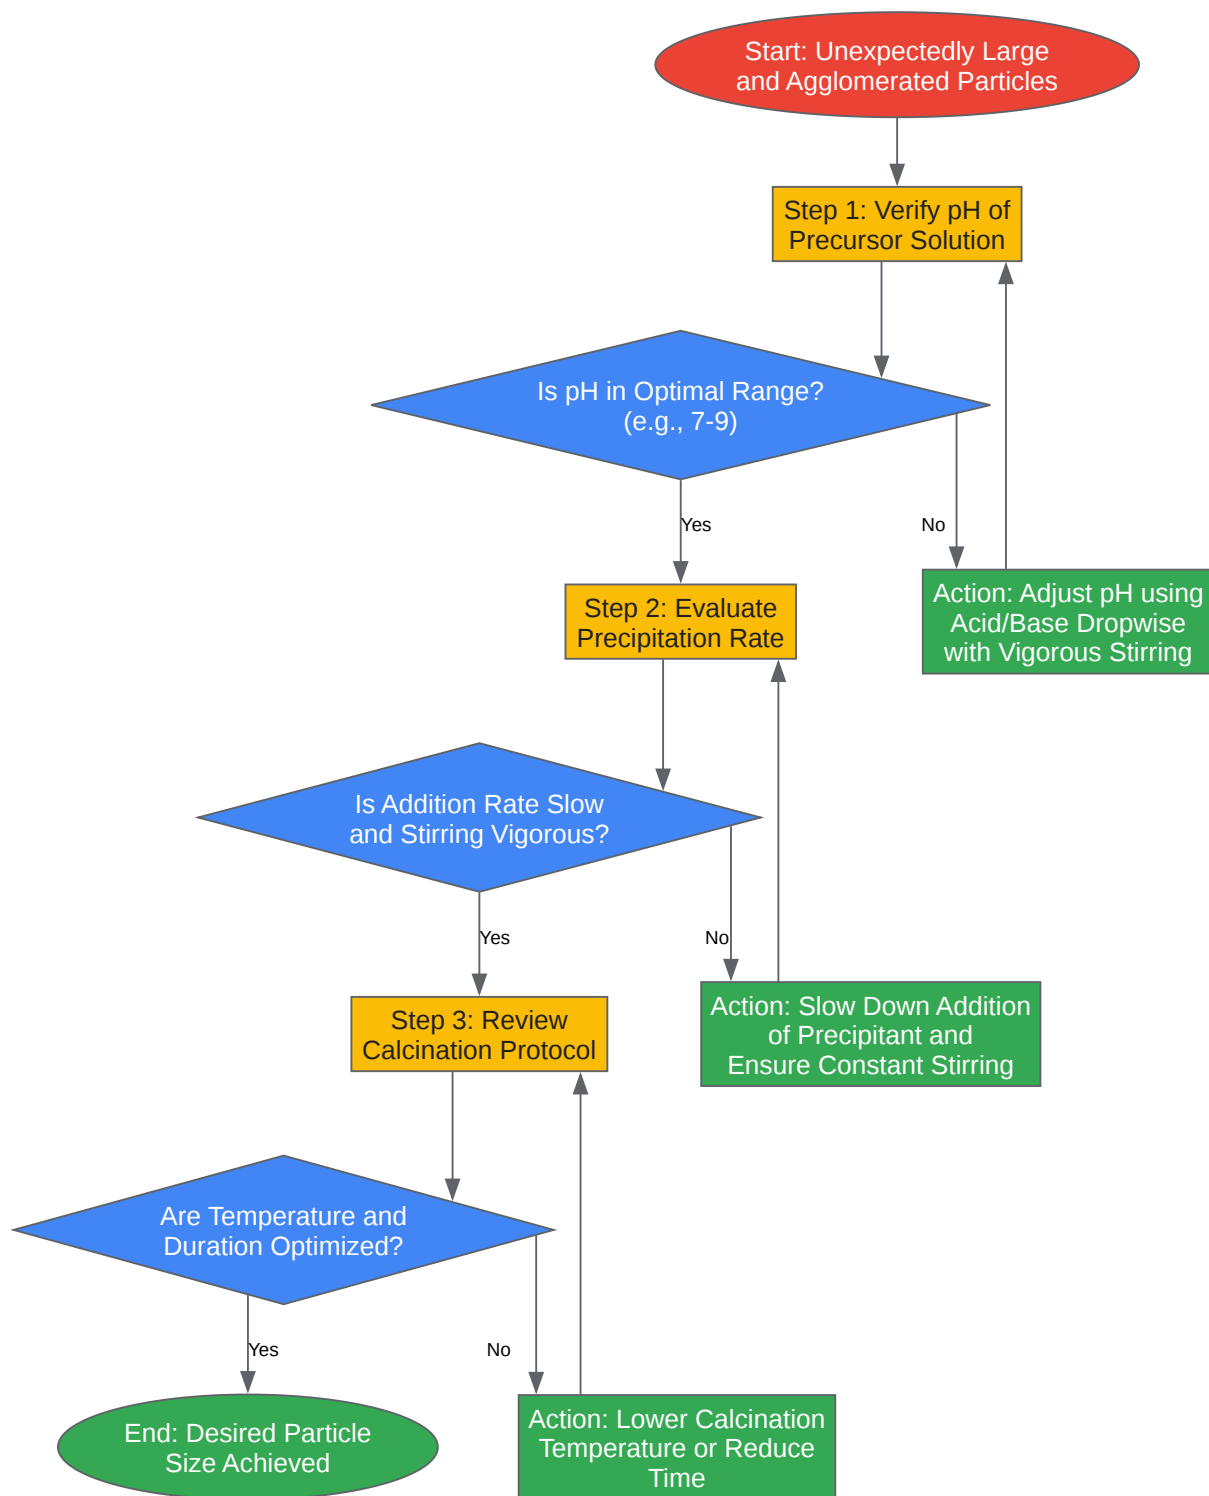 Start: Unexpectedly Large
and Agglomerated Particles
Step 1: Verify pH of
Precursor Solution
Is pH in Optimal Range?
(e.g., 7-9)
Yes
No
Step 2: Evaluate
Precipitation Rate
Action: Adjust pH using
Acid/Base Dropwise
with Vigorous Stirring
Is Addition Rate Slow
and Stirring Vigorous?
Yes
No
Step 3: Review
Calcination Protocol
Action: Slow Down Addition
of Precipitant and
Ensure Constant Stirring
Are Temperature and
Duration Optimized?
Yes
No
End: Desired Particle
Size Achieved
Action: Lower Calcination
Temperature or Reduce
Time